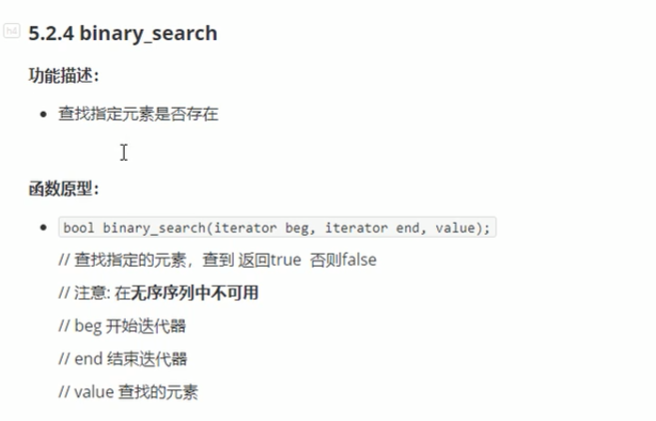 h4
5.2.4 binary_search
功能描述：
查找指定元素是否存在
函数原型：
bool binary_search(iterator beg, iterator end, value);
// 查找指定的元素，查到 返回true 否则false
// 注意: 在无序序列中不可用
// beg 开始迭代器
// end 结束迭代器
// value 查找的元素